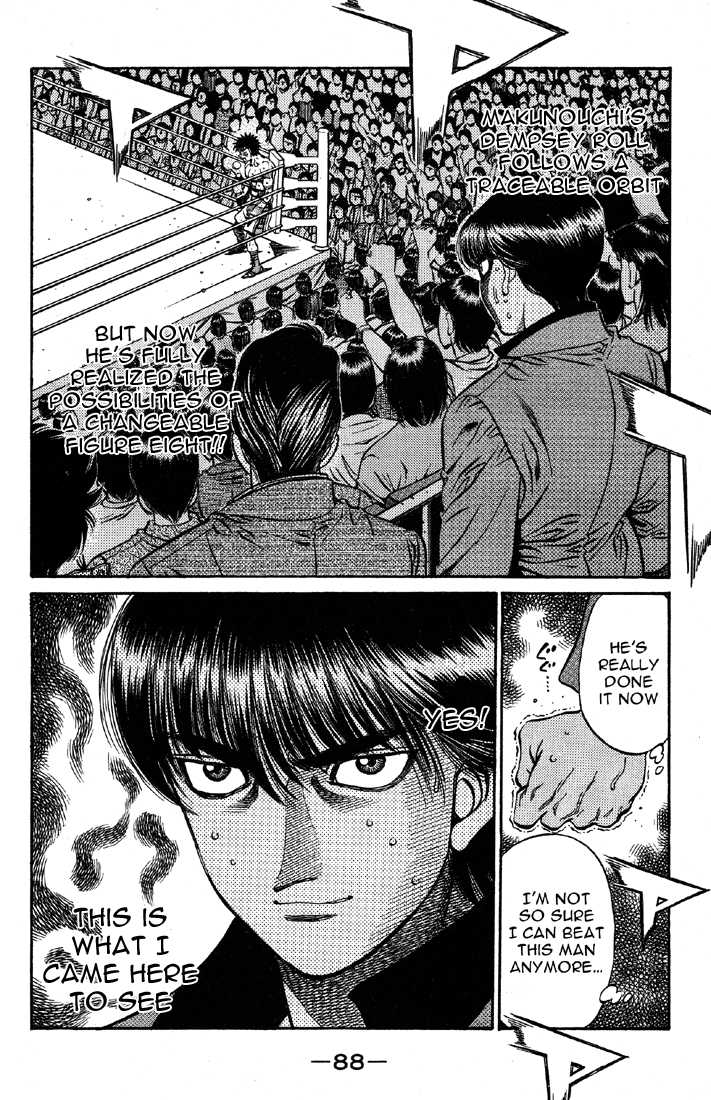 MAKUNOUCHI'S
DEMPSEY ROLL
FOLLOWS A
TRACEABLE ORBIT
BUT NOW
HE'S FULLY
REALIZED THE
POSSIBILITIES OF
A CHANGEABLE
FIGURE EIGHT!!
HE'S
REALLY
DONE
IT NOW
I'M NOT
SO SURE
I CAN BEAT
THIS MAN
ANYMORE...
YES!
THIS IS
WHAT I
CAME HERE
TO SEE
—88—